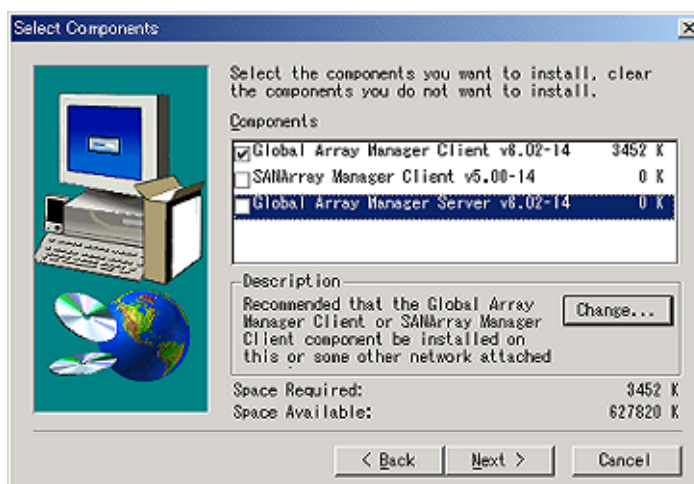 Select Components
Select the components you want to install, clear
the components you do not want to install.
Components
Global Array Manager Client v6.02-14 3452 K
SANArray Manager Client v5.00-14 0 K
Global Array Manager Server v6.02-14 0 K
Description
Recommended that the Global Array
Manager Client or SANArray Manager
Client component be installed on
this or some other network attached
Change...
Space Required: 3452 K
Space Available: 627820 K
< Back Next > Cancel